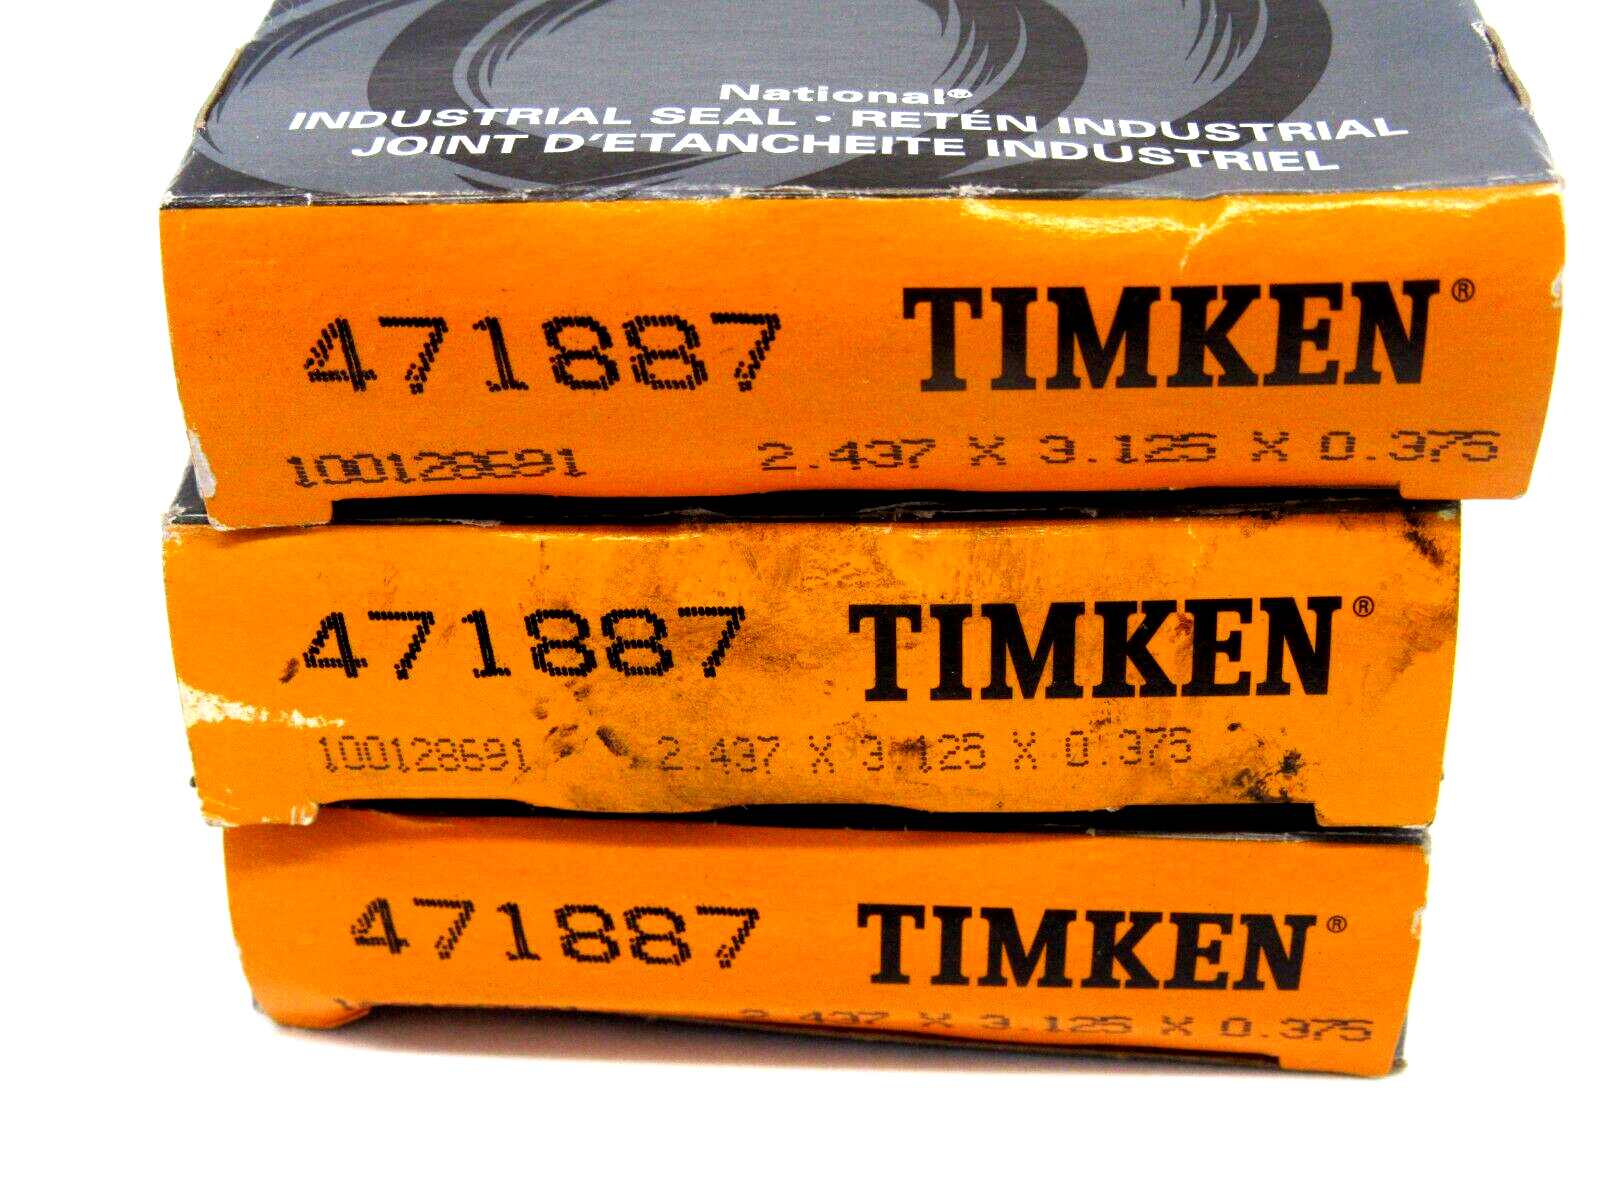 National®
INDUSTRIAL SEAL • RETÉN INDUSTRIAL
JOINT D'ETANCHEITE INDUSTRIEL
471887 TIMKEN®
100128691 2.437 X 3.125 X 0.375
471887 TIMKEN®
100128691 2.437 X 3.125 X 0.375
471887 TIMKEN®
2.437 X 3.125 X 0.375